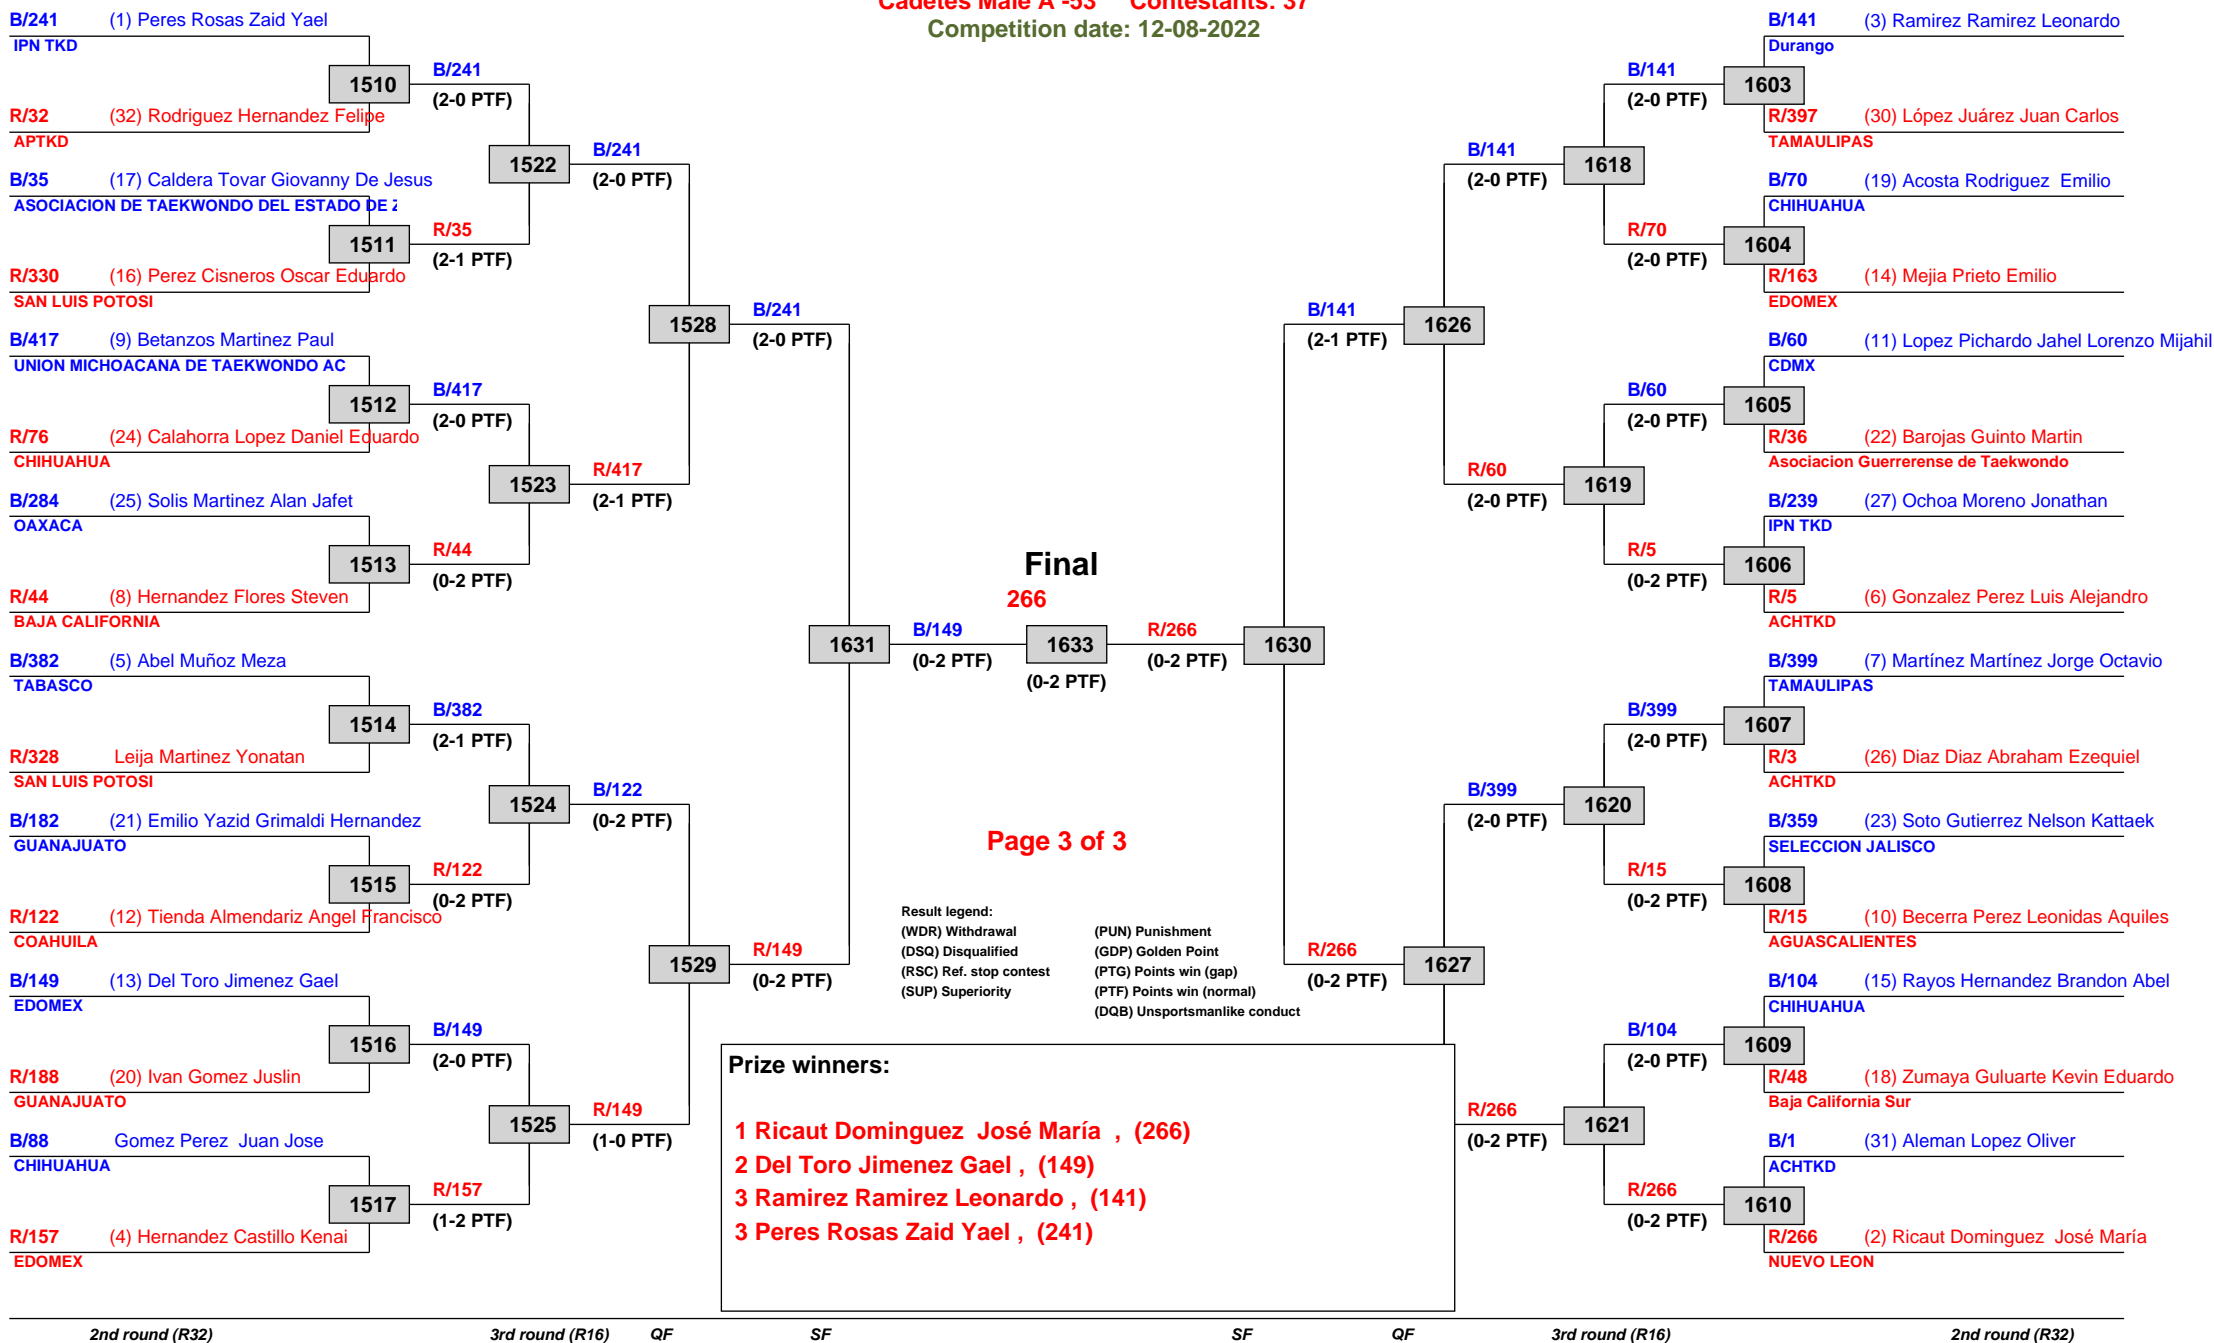 Cadetes Male A -53 Contestants: 37
Competition date: 12-08-2022
B/241 (1) Peres Rosas Zaid Yael
IPN TKD
1510
R/32 (32) Rodriguez Hernandez Felipe
APTKD
B/35 (17) Caldera Tovar Giovanny De Jesus
ASOCIACION DE TAEKWONDO DEL ESTADO DE
1511
R/330 (16) Perez Cisneros Oscar Eduardo
SAN LUIS POTOSI
B/417 (9) Betanzos Martinez Paul
UNION MICHOACANA DE TAEKWONDO AC
1512
R/76 (24) Calahorra Lopez Daniel Eduardo
CHIHUAHUA
B/284 (25) Solis Martinez Alan Jafet
OAXACA
1513
R/44 (8) Hernandez Flores Steven
BAJA CALIFORNIA
B/382 (5) Abel Muñoz Meza
TABASCO
1514
R/328 Leija Martinez Yonatan
SAN LUIS POTOSI
B/182 (21) Emilio Yazid Grimaldi Hernandez
GUANAJUATO
1515
R/122 (12) Tienda Almendariz Angel Francisco
COAHUILA
B/149 (13) Del Toro Jimenez Gael
EDOMEX
1516
R/188 (20) Ivan Gomez Juslin
GUANAJUATO
B/88 Gomez Perez Juan Jose
CHIHUAHUA
1517
R/157 (4) Hernandez Castillo Kenai
EDOMEX
B/241
(2-0 PTF)
1522
R/35
(2-1 PTF)
B/417
(2-0 PTF)
1523
R/44
(0-2 PTF)
B/382
(2-1 PTF)
1524
R/122
(0-2 PTF)
B/149
(2-0 PTF)
1525
R/157
(1-2 PTF)
B/241
(2-0 PTF)
1528
R/417
(2-1 PTF)
B/122
(0-2 PTF)
1529
R/149
(1-0 PTF)
B/241
(2-0 PTF)
1631
R/149
(0-2 PTF)
B/149
(0-2 PTF)
Final
266
1633
(0-2 PTF)
R/266
(0-2 PTF)
1630
B/141
(2-1 PTF)
R/266
(0-2 PTF)
1626
1627
B/141
(2-0 PTF)
1618
R/60
(2-0 PTF)
1619
B/399
(2-0 PTF)
1620
R/266
(0-2 PTF)
1621
B/141
(2-0 PTF)
R/70
(2-0 PTF)
B/60
(2-0 PTF)
R/5
(0-2 PTF)
B/399
(2-0 PTF)
R/15
(0-2 PTF)
B/104
(2-0 PTF)
R/266
(0-2 PTF)
B/141 (3) Ramirez Ramirez Leonardo
Durango
1603
R/397 (30) López Juárez Juan Carlos
TAMAULIPAS
B/70 (19) Acosta Rodriguez Emilio
CHIHUAHUA
1604
R/163 (14) Mejia Prieto Emilio
EDOMEX
B/60 (11) Lopez Pichardo Jahel Lorenzo Mijahil
CDMX
1605
R/36 (22) Barojas Guinto Martin
Asociacion Guerrerense de Taekwondo
B/239 (27) Ochoa Moreno Jonathan
IPN TKD
1606
R/5 (6) Gonzalez Perez Luis Alejandro
ACHTKD
B/399 (7) Martínez Martínez Jorge Octavio
TAMAULIPAS
1607
R/3 (26) Diaz Diaz Abraham Ezequiel
ACHTKD
B/359 (23) Soto Gutierrez Nelson Kattaek
SELECCION JALISCO
1608
R/15 (10) Becerra Perez Leonidas Aquiles
AGUASCALIENTES
B/104 (15) Rayos Hernandez Brandon Abel
CHIHUAHUA
1609
R/48 (18) Zumaya Guluarte Kevin Eduardo
Baja California Sur
B/1 (31) Aleman Lopez Oliver
ACHTKD
1610
R/266 (2) Ricaut Dominguez José María
NUEVO LEON
Page 3 of 3
Result legend:
(WDR) Withdrawal (PUN) Punishment
(DSQ) Disqualified (GDP) Golden Point
(RSC) Ref. stop contest (PTG) Points win (gap)
(SUP) Superiority (PTF) Points win (normal)
(DQB) Unsportsmanlike conduct
Prize winners:
1 Ricaut Dominguez José María , (266)
2 Del Toro Jimenez Gael , (149)
3 Ramirez Ramirez Leonardo , (141)
3 Peres Rosas Zaid Yael , (241)
2nd round (R32) 3rd round (R16) QF SF SF QF 3rd round (R16) 2nd round (R32)